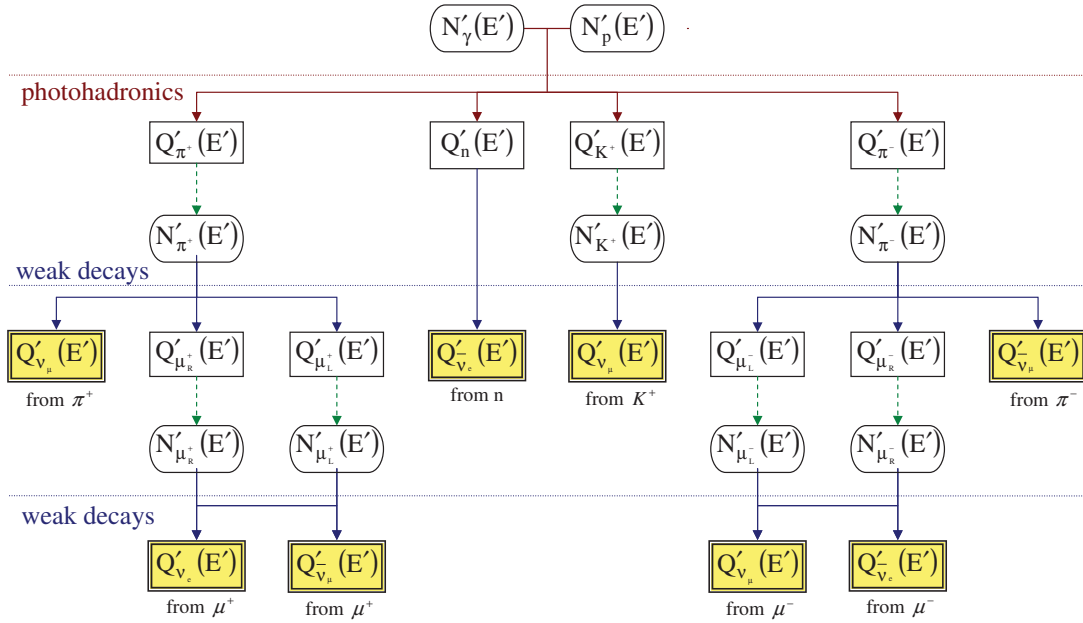 N′γ(E′) N′p(E′)
photohadronics
Q′π⁺(E′) Q′n(E′) Q′K⁺(E′) Q′π⁻(E′)
N′π⁺(E′) N′K⁺(E′) N′π⁻(E′)
weak decays
Q′νμ(E′) Q′μ⁺R(E′) Q′μ⁺L(E′) Q′ν̄e(E′) Q′νμ(E′) Q′μ⁻L(E′) Q′μ⁻R(E′) Q′ν̄μ(E′)
from π⁺ from n from K⁺ from π⁻
N′μ⁺R(E′) N′μ⁺L(E′) N′μ⁻L(E′) N′μ⁻R(E′)
weak decays
Q′νe(E′) Q′ν̄μ(E′) Q′νμ(E′) Q′ν̄e(E′)
from μ⁺ from μ⁺ from μ⁻ from μ⁻